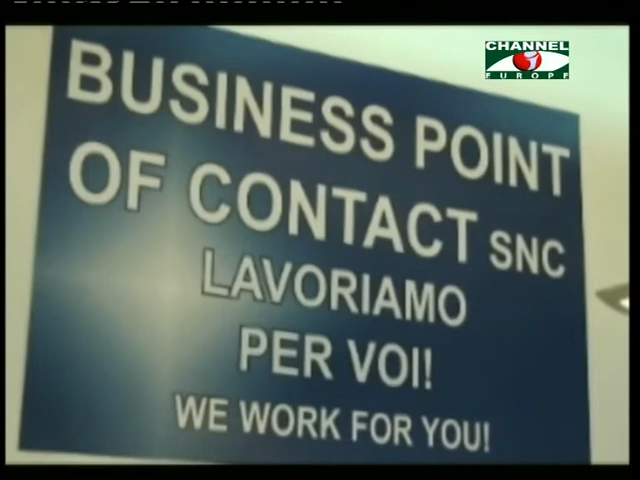 CHANNEL
i
EUROPE
BUSINESS POINT
OF CONTACT SNC
LAVORIAMO
PER VOI!
WE WORK FOR YOU!